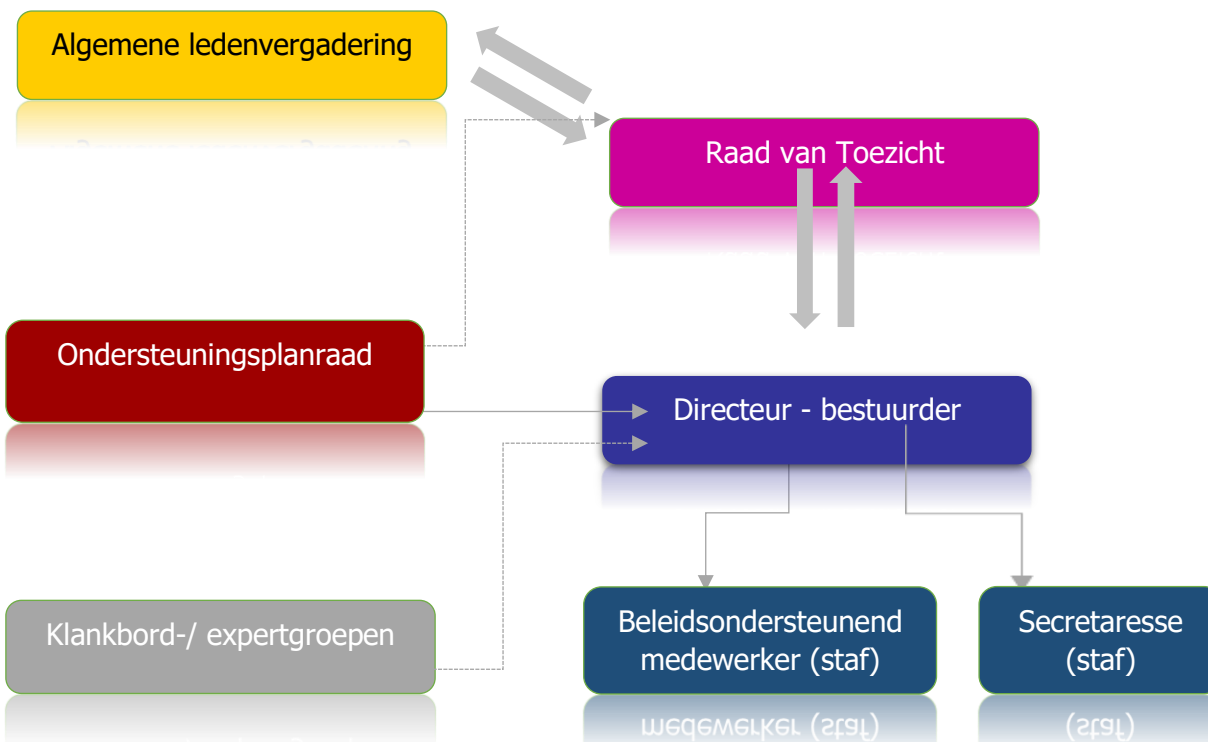 Algemene ledenvergadering
Raad van Toezicht
Ondersteuningsplanraad
Directeur - bestuurder
Klankbord-/ expertgroepen
Beleidsondersteunend
medewerker (staf)
Secretaresse
(staf)